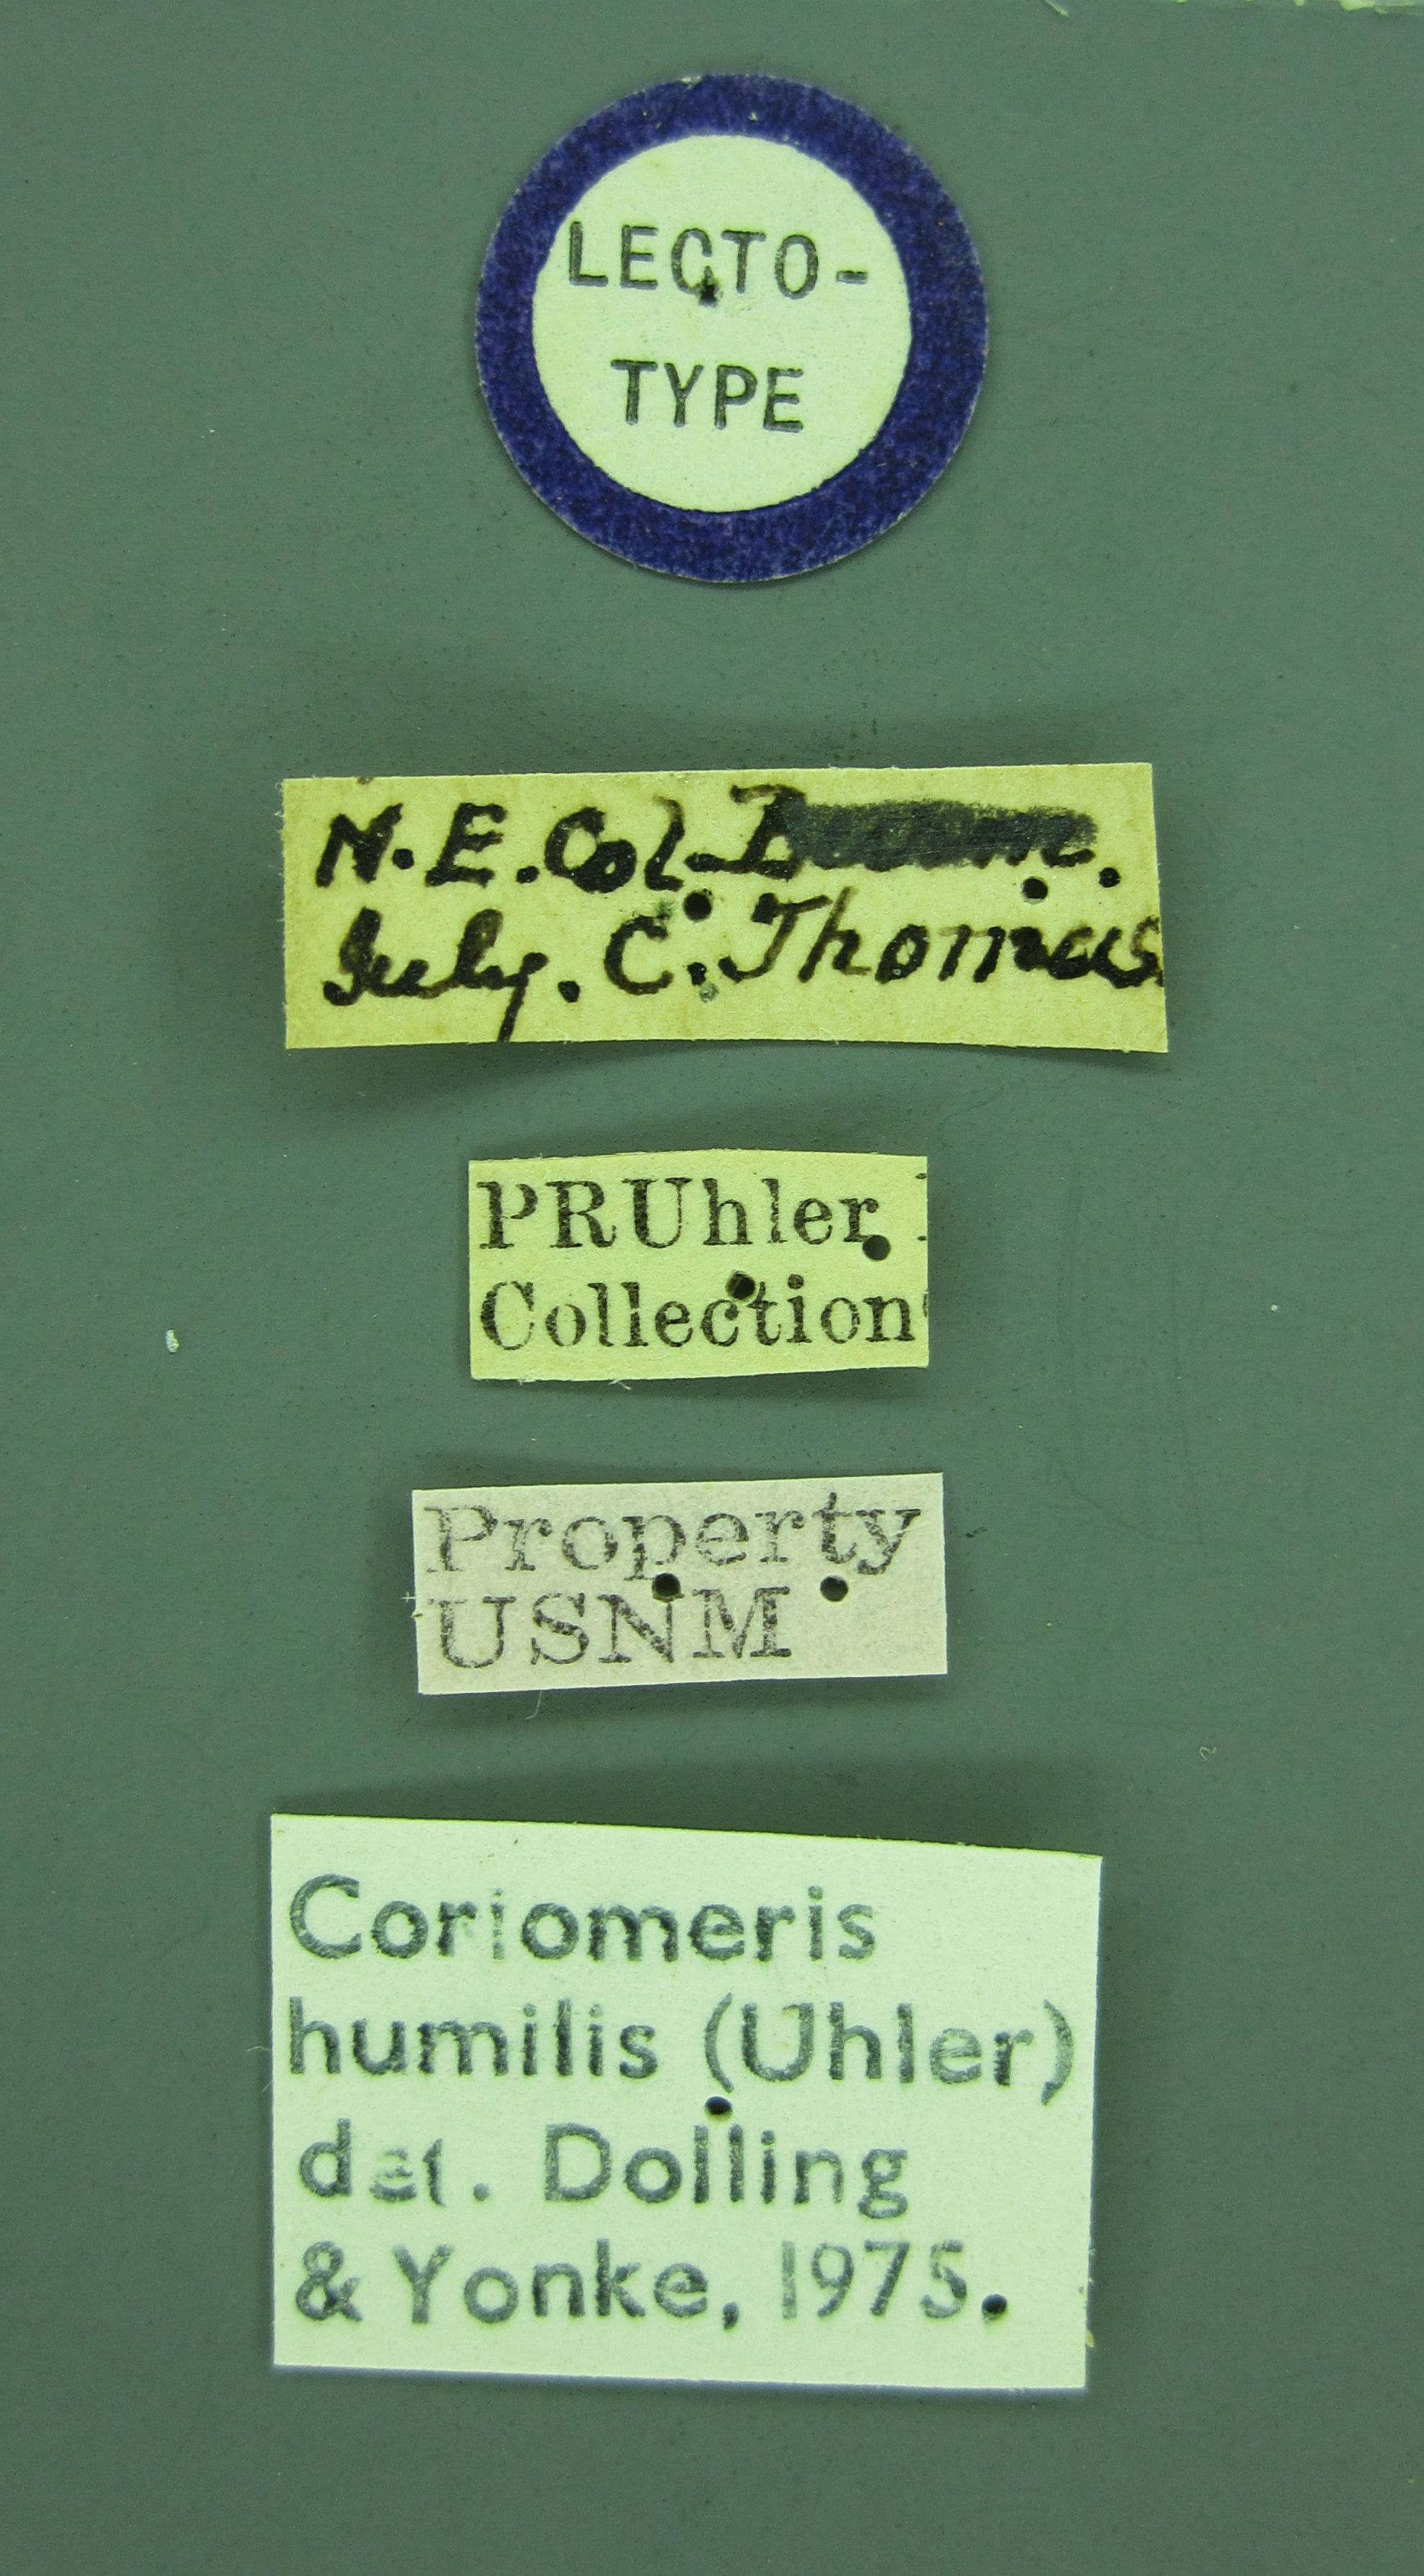 LECTO-
TYPE
N. E. Col.
July. C. Thomas
PRUhler
Collection
Property
USNM
Coriomeris
humilis (Uhler)
det. Dolling
& Yonke, 1975.